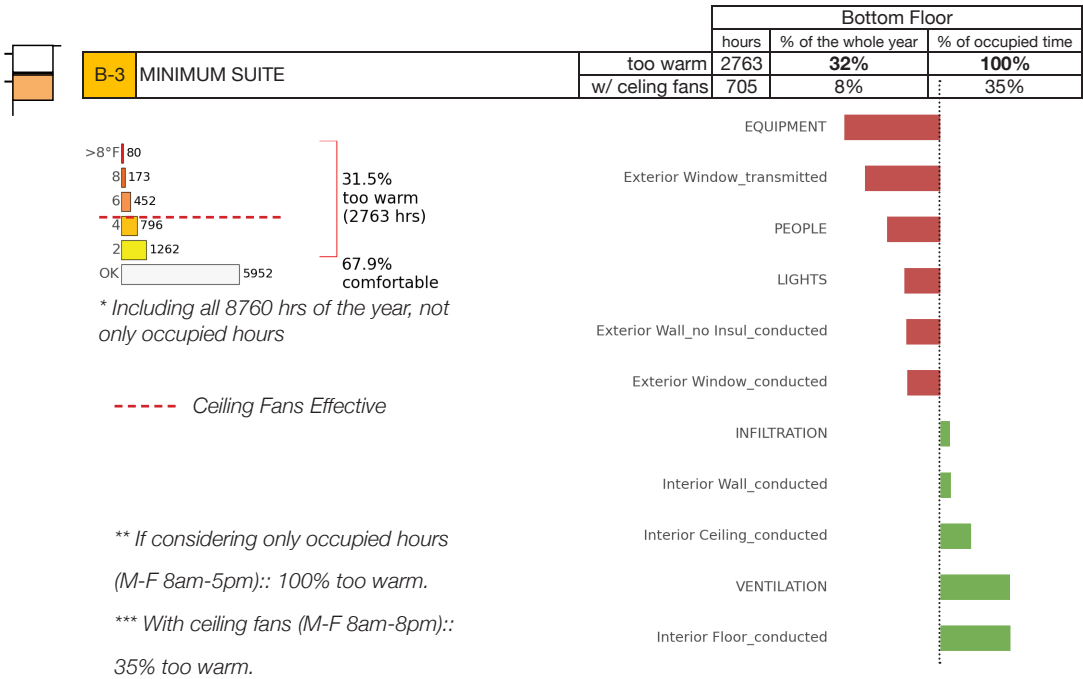 Bottom Floor
hours % of the whole year % of occupied time
B-3 MINIMUM SUITE too warm 2763 32% 100%
w/ celing fans 705 8% 35%
>8°F 80
8 173
6 452
4 796
2 1262
OK 5952
31.5%
too warm
(2763 hrs)
67.9%
comfortable
* Including all 8760 hrs of the year, not
only occupied hours
Ceiling Fans Effective
** If considering only occupied hours
(M-F 8am-5pm):: 100% too warm.
*** With ceiling fans (M-F 8am-8pm)::
35% too warm.
EQUIPMENT
Exterior Window_transmitted
PEOPLE
LIGHTS
Exterior Wall_no Insul_conducted
Exterior Window_conducted
INFILTRATION
Interior Wall_conducted
Interior Ceiling_conducted
VENTILATION
Interior Floor_conducted